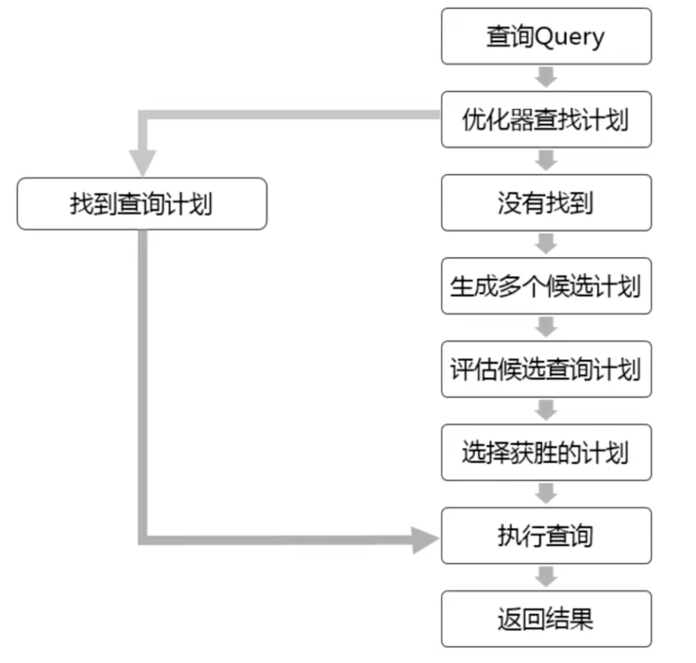 查询Query
优化器查找计划
找到查询计划
没有找到
生成多个候选计划
评估候选查询计划
选择获胜的计划
执行查询
返回结果